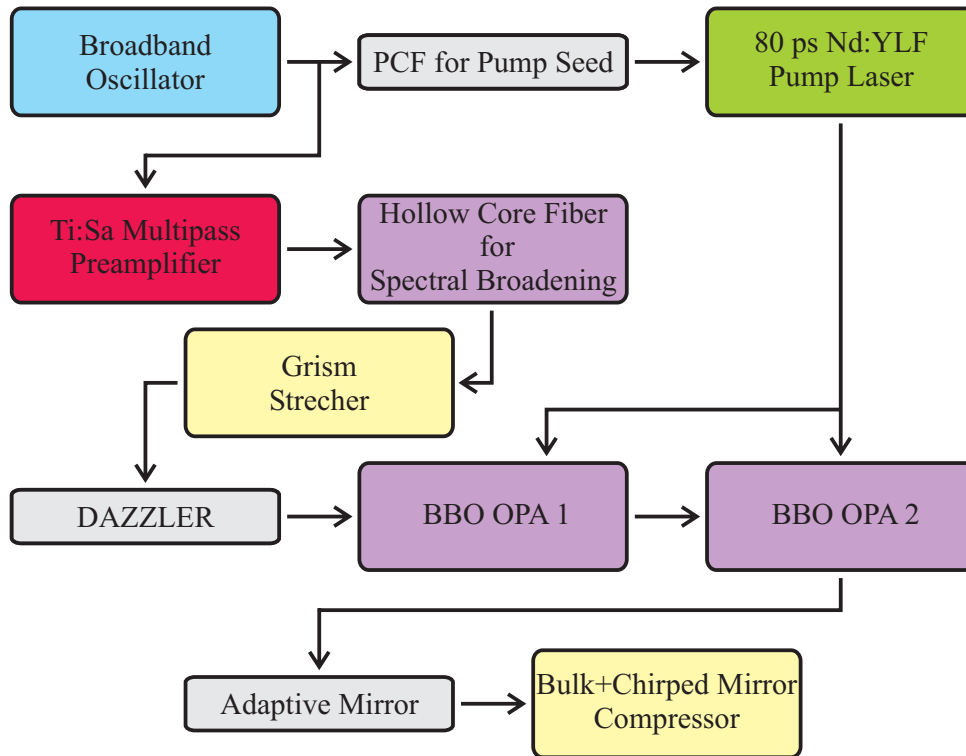 Broadband
Oscillator
PCF for Pump Seed
80 ps Nd:YLF
Pump Laser
Ti:Sa Multipass
Preamplifier
Hollow Core Fiber
for
Spectral Broadening
Grism
Strecher
DAZZLER
BBO OPA 1
BBO OPA 2
Adaptive Mirror
Bulk+Chirped Mirror
Compressor